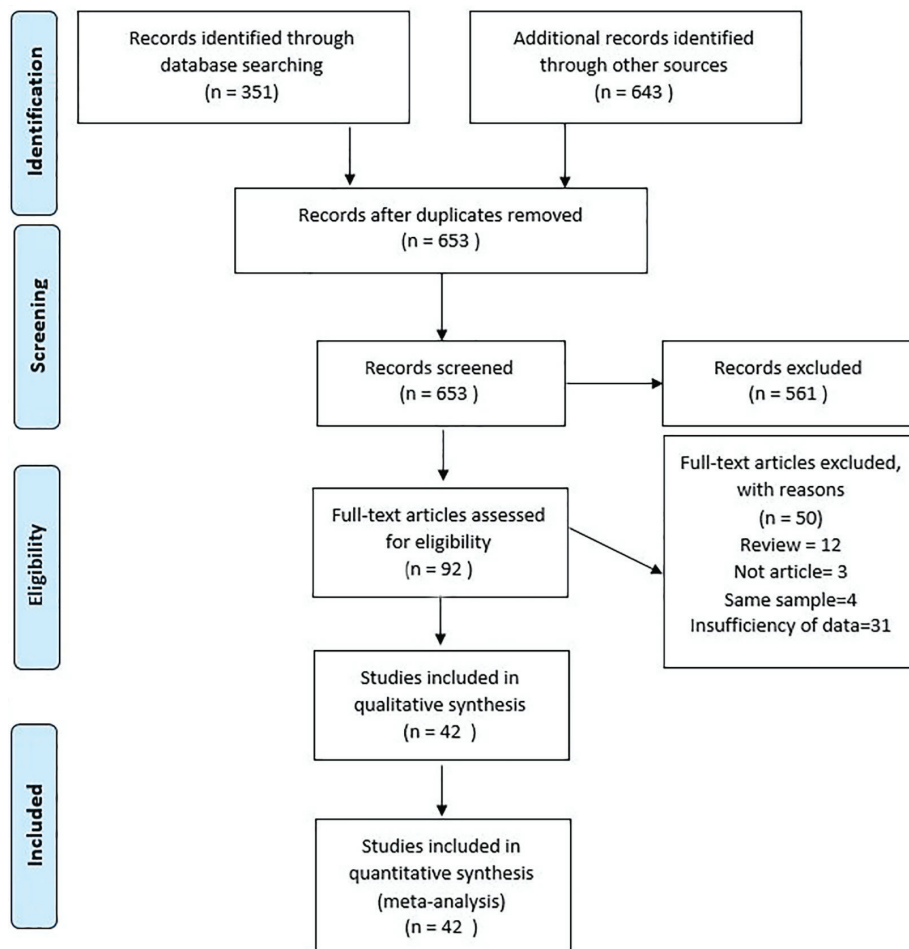 Identification
Records identified through
database searching
(n = 351)
Additional records identified
through other sources
(n = 643 )
Records after duplicates removed
(n = 653 )
Screening
Records screened
(n = 653 )
Records excluded
(n = 561 )
Eligibility
Full-text articles assessed
for eligibility
(n = 92 )
Full-text articles excluded,
with reasons
(n = 50)
Review = 12
Not article= 3
Same sample=4
Insufficiency of data=31
Studies included in
qualitative synthesis
(n = 42 )
Included
Studies included in
quantitative synthesis
(meta-analysis)
(n = 42 )